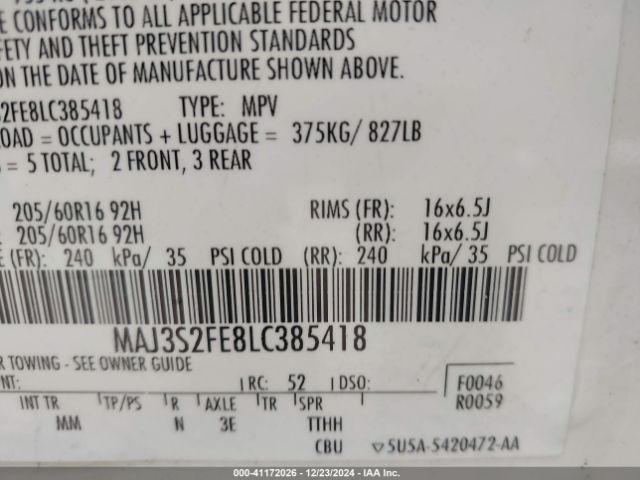 E CONFORMS TO ALL APPLICABLE FEDERAL MOTOR
FETY AND THEFT PREVENTION STANDARDS
ON THE DATE OF MANUFACTURE SHOWN ABOVE.
S2FE8LC385418 TYPE: MPV
OAD = OCCUPANTS + LUGGAGE = 375KG/ 827LB
S = 5 TOTAL; 2 FRONT, 3 REAR
205/60R16 92H RIMS (FR): 16x6.5J
: 205/60R16 92H (RR): 16x6.5J
E (FR): 240 kPa/ 35 PSI COLD (RR): 240 kPa/ 35 PSI COLD
MAJ3S2FE8LC385418
R TOWING - SEE OWNER GUIDE
NT: RC: 52 DSO: F0046
INT TR TP/PS R AXLE TR SPR R0059
MM N 3E TTHH
CBU ▽5U5A-5420472-AA
000-41172026 - 12/23/2024 - IAA Inc.